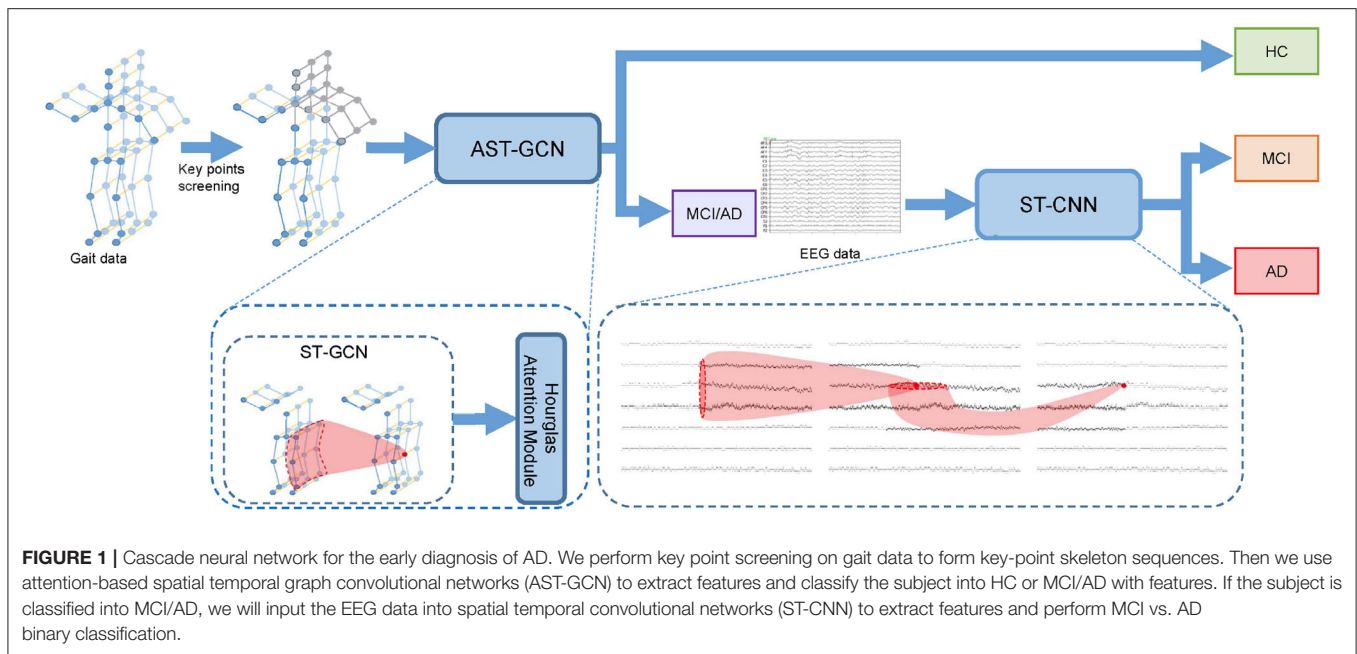 HC
AST-GCN
Key points
screening
MCI
MCI/AD
ST-CNN
Gait data
EEG data
AD
ST-GCN
Hourglas
Attention Module
FIGURE 1 | Cascade neural network for the early diagnosis of AD. We perform key point screening on gait data to form key-point skeleton sequences. Then we use
attention-based spatial temporal graph convolutional networks (AST-GCN) to extract features and classify the subject into HC or MCI/AD with features. If the subject is
classified into MCI/AD, we will input the EEG data into spatial temporal convolutional networks (ST-CNN) to extract features and perform MCI vs. AD
binary classification.